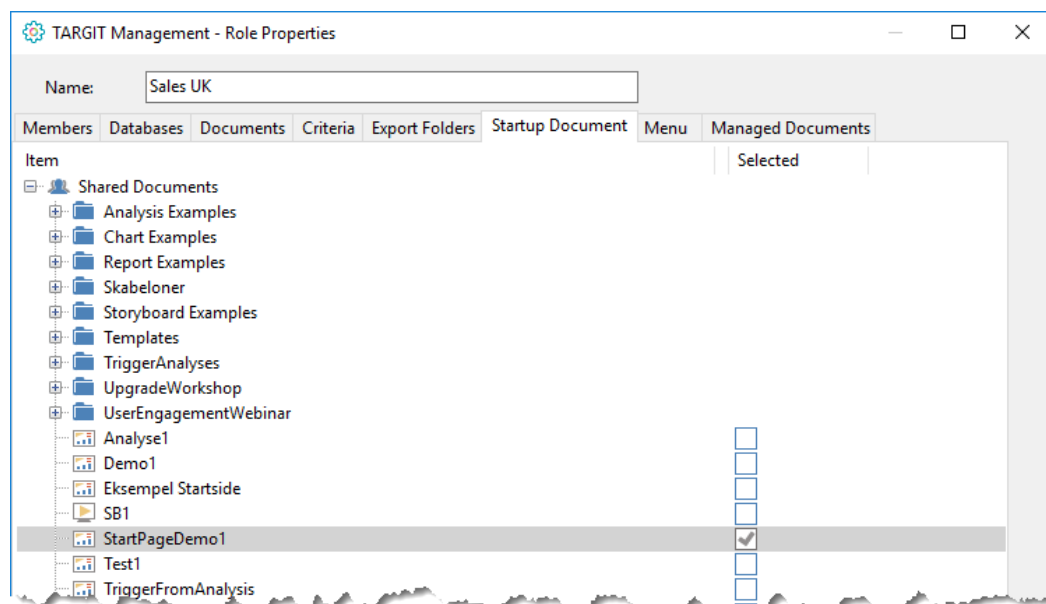 TARGIT Management - Role Properties
Name: Sales UK
Members Databases Documents Criteria Export Folders Startup Document Menu Managed Documents
Item Selected
Shared Documents
Analysis Examples
Chart Examples
Report Examples
Skabeloner
Storyboard Examples
Templates
TriggerAnalyses
UpgradeWorkshop
UserEngagementWebinar
Analyse1
Demo1
Eksempel Startside
SB1
StartPageDemo1
Test1
TriggerFromAnalysis